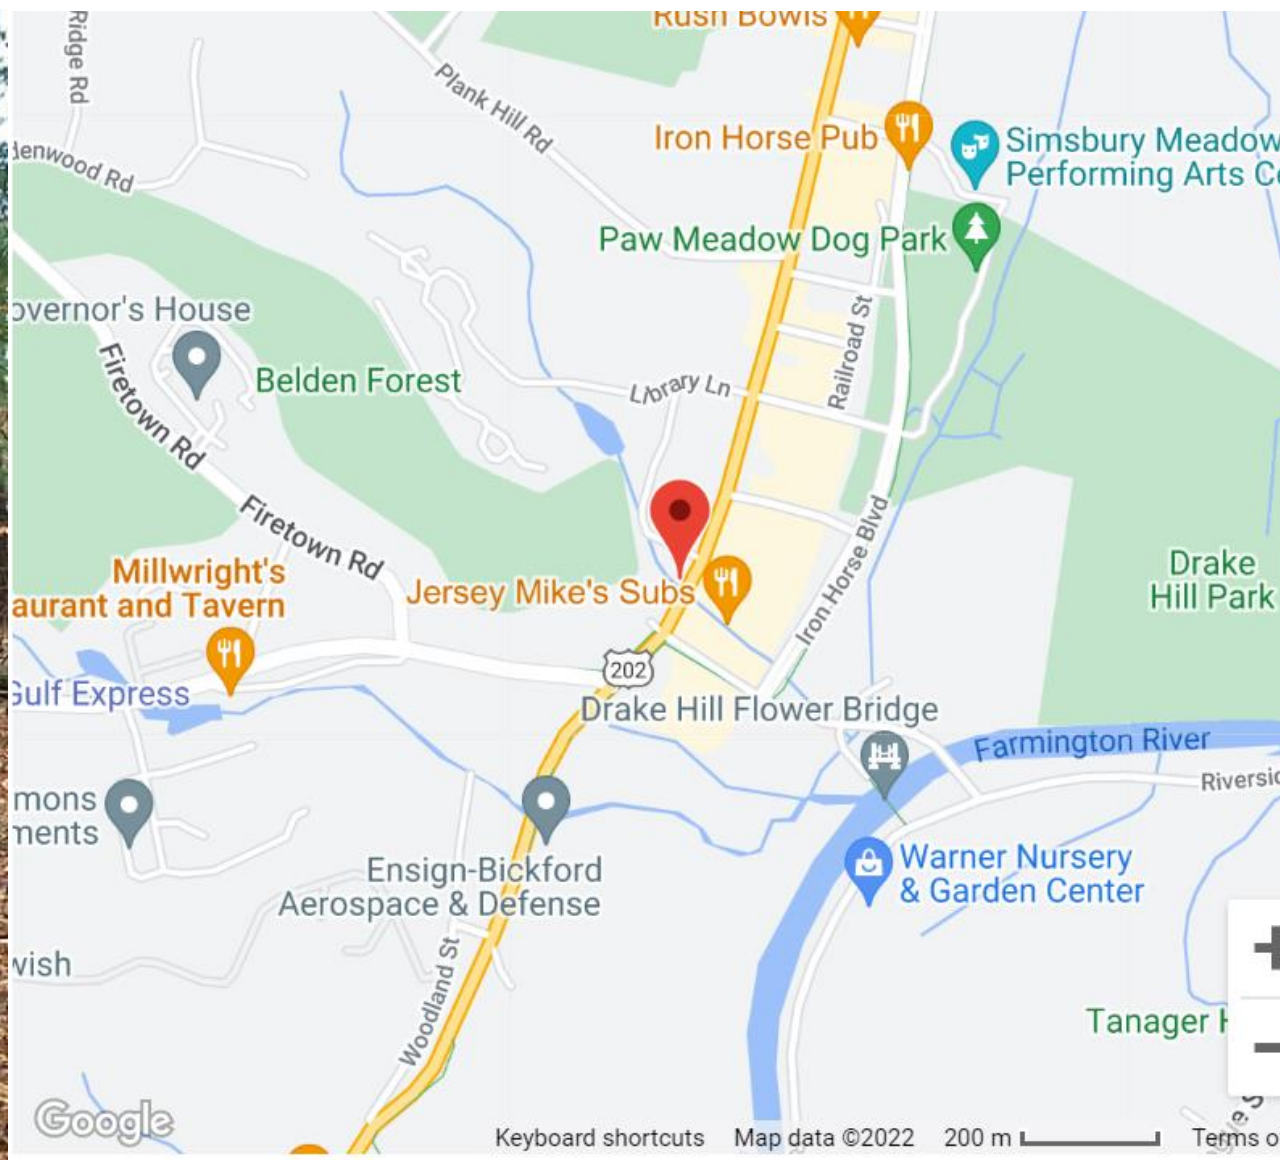 Rush Bowls
Ridge Rd
Plank Hill Rd
Iron Horse Pub
Simsbury Meadow
Performing Arts Ce
denwood Rd
Paw Meadow Dog Park
overnor's House
Firetown Rd
Belden Forest
Library Ln
Railroad St
Firetown Rd
Iron Horse Blvd
Millwright's
aurant and Tavern
Jersey Mike's Subs
Drake
Hill Park
202
Gulf Express
Drake Hill Flower Bridge
Farmington River
Riversid
mons
ments
Ensign-Bickford
Aerospace & Defense
Warner Nursery
& Garden Center
wish
Woodland St
Tanager H
Google
Keyboard shortcuts
Map data ©2022
200 m
Terms o